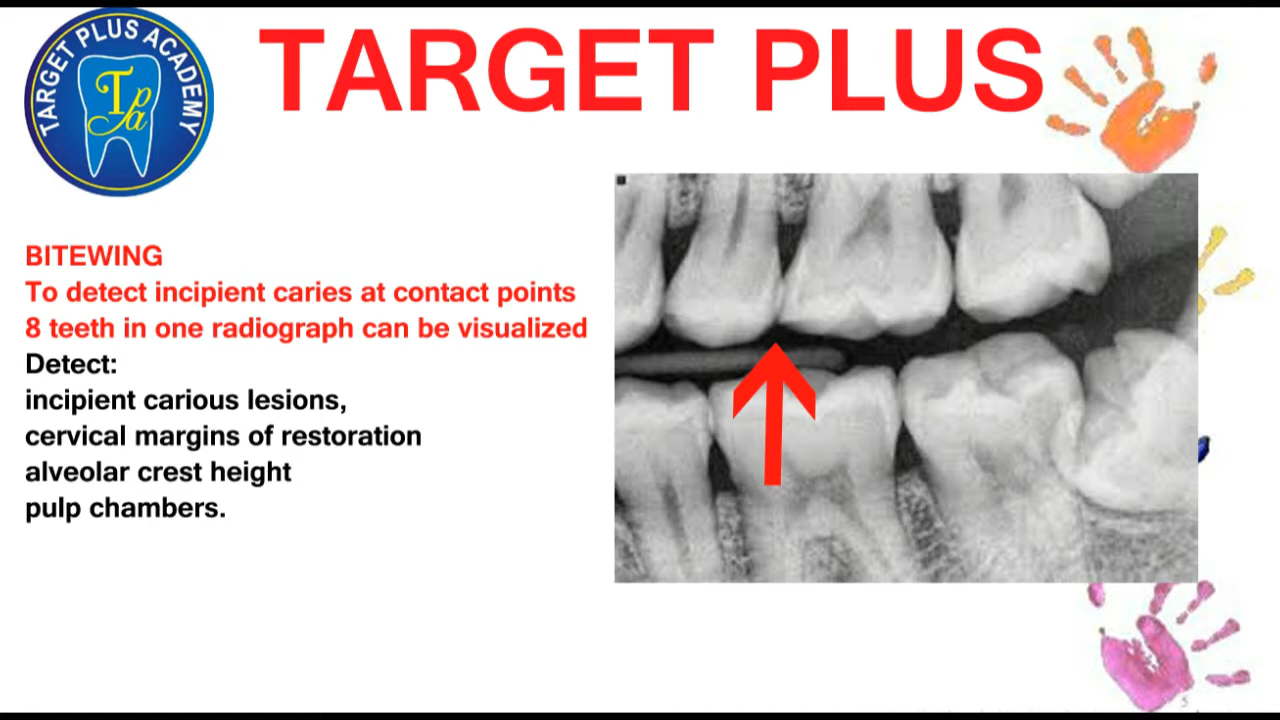 TARGET PLUS ACADEMY
Tpa
TARGET PLUS
BITEWING
To detect incipient caries at contact points
8 teeth in one radiograph can be visualized
Detect:
incipient carious lesions,
cervical margins of restoration
alveolar crest height
pulp chambers.